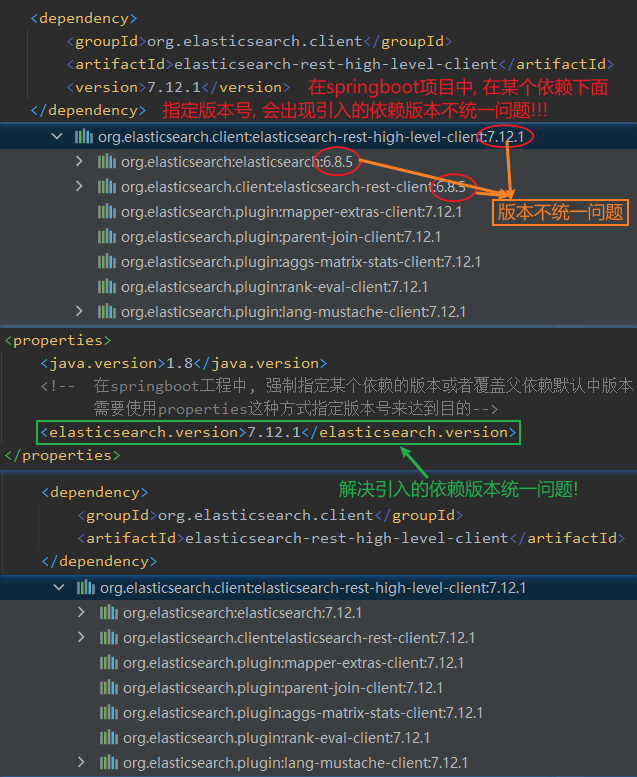 <dependency>
<groupId>org.elasticsearch.client</groupId>
<artifactId>elasticsearch-rest-high-level-client</artifactId>
<version>7.12.1</version> 在springboot项目中, 在某个依赖下面
</dependency> 指定版本号, 会出现引入的依赖版本不统一问题!!!
org.elasticsearch.client:elasticsearch-rest-high-level-client:7.12.1
org.elasticsearch:elasticsearch:6.8.5
org.elasticsearch.client:elasticsearch-rest-client:6.8.5
org.elasticsearch.plugin:mapper-extras-client:7.12.1
版本不统一问题
org.elasticsearch.plugin:parent-join-client:7.12.1
org.elasticsearch.plugin:aggs-matrix-stats-client:7.12.1
org.elasticsearch.plugin:rank-eval-client:7.12.1
org.elasticsearch.plugin:lang-mustache-client:7.12.1
<properties>
<java.version>1.8</java.version>
<!-- 在springboot工程中, 强制指定某个依赖的版本或者覆盖父依赖默认中版本
需要使用properties这种方式指定版本号来达到目的-->
<elasticsearch.version>7.12.1</elasticsearch.version>
</properties>
解决引入的依赖版本统一问题!
<dependency>
<groupId>org.elasticsearch.client</groupId>
<artifactId>elasticsearch-rest-high-level-client</artifactId>
</dependency>
org.elasticsearch.client:elasticsearch-rest-high-level-client:7.12.1
org.elasticsearch:elasticsearch:7.12.1
org.elasticsearch.client:elasticsearch-rest-client:7.12.1
org.elasticsearch.plugin:mapper-extras-client:7.12.1
org.elasticsearch.plugin:parent-join-client:7.12.1
org.elasticsearch.plugin:aggs-matrix-stats-client:7.12.1
org.elasticsearch.plugin:rank-eval-client:7.12.1
org.elasticsearch.plugin:lang-mustache-client:7.12.1